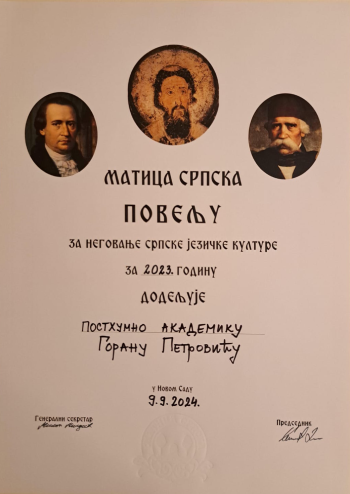 МАТИЦА СРПСКА
ПОВЕЉУ
ЗА НЕГОВАЊЕ СРПСКЕ ЈЕЗИЧКЕ КУЛТУРЕ
ЗА 2023. ГОДИНУ
ДОДЕЉУЈЕ
ПОСТХУМНО АКАДЕМИКУ
ГОРАНУ ПЕТРОВИЋУ
у Новом Саду
9.9.2024.
Генерални секретар
Председник